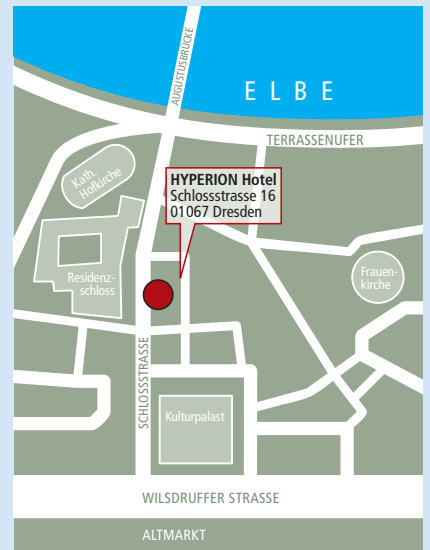 AUGUSTUSBRÜCKE
E L B E
TERRASSENUFER
Kath.
Hofkirche
HYPERION Hotel
Schlossstrasse 16
01067 Dresden
Residenz-
schloss
Frauen-
kirche
SCHLOSSSTRASSE
Kulturpalast
WILSDRUFFER STRASSE
ALTMARKT